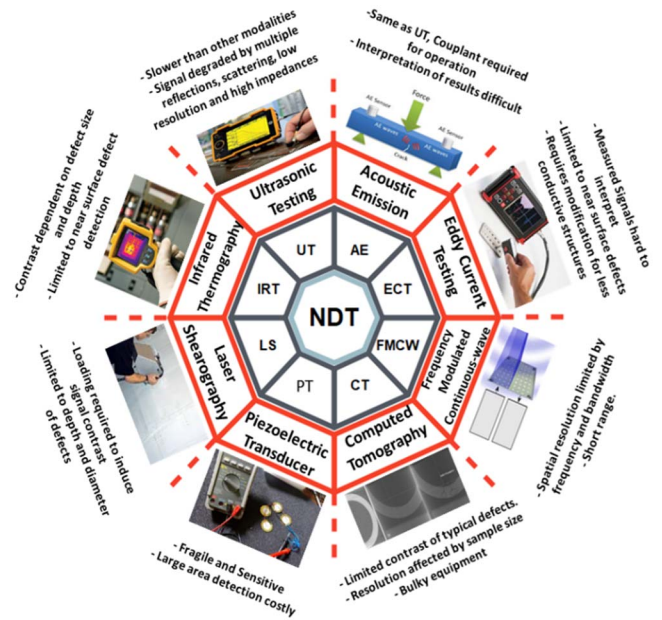 - Slower than other modalities
- Signal degraded by multiple
reflections, scattering, low
resolution and high impedances
-Same as UT, Couplant required
for operation
- Interpretation of results difficult
- Measured Signals hard to
interpret
- Limited to near surface defects
- Requires modification for less
conductive structures
- Spatial resolution limited by
frequency and bandwidth
- Short range.
- Limited contrast of typical defects.
- Resolution affected by sample size
- Bulky equipment
- Fragile and Sensitive
- Large area detection costly
- Loading required to induce
signal contrast
- Limited to depth and diameter
of defects
- Contrast dependent on defect size
and depth
- Limited to near surface defect
detection
Force
AE Sensor
AE Sensor
AE waves
AE waves
Crack
Ultrasonic
Testing
Acoustic
Emission
Eddy Current
Testing
Frequency
Modulated
Continuous-wave
Computed
Tomography
Piezoelectric
Transducer
Laser
Shearography
Infrared
Thermography
UT
AE
ECT
FMCW
CT
PT
LS
IRT
NDT